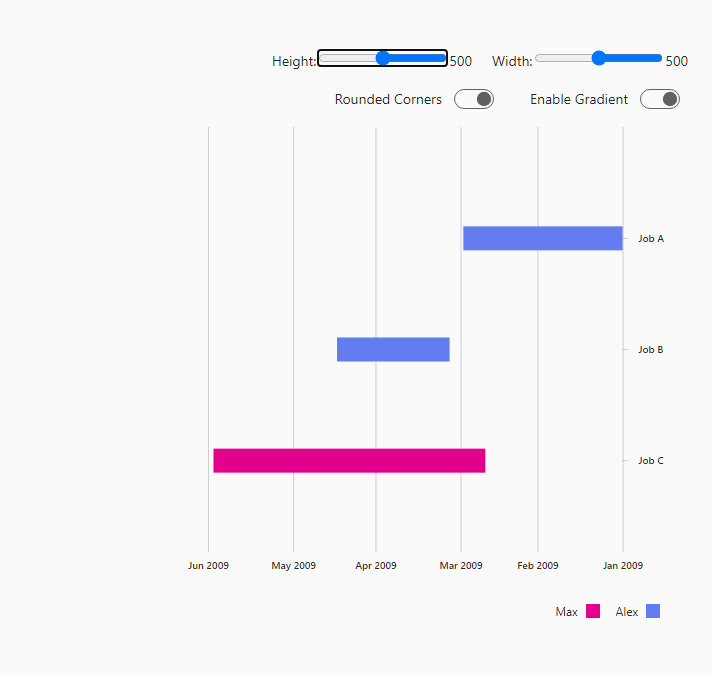 Height: 500 Width: 500
Rounded Corners Enable Gradient
Job A
Job B
Job C
Jun 2009 May 2009 Apr 2009 Mar 2009 Feb 2009 Jan 2009
Max Alex